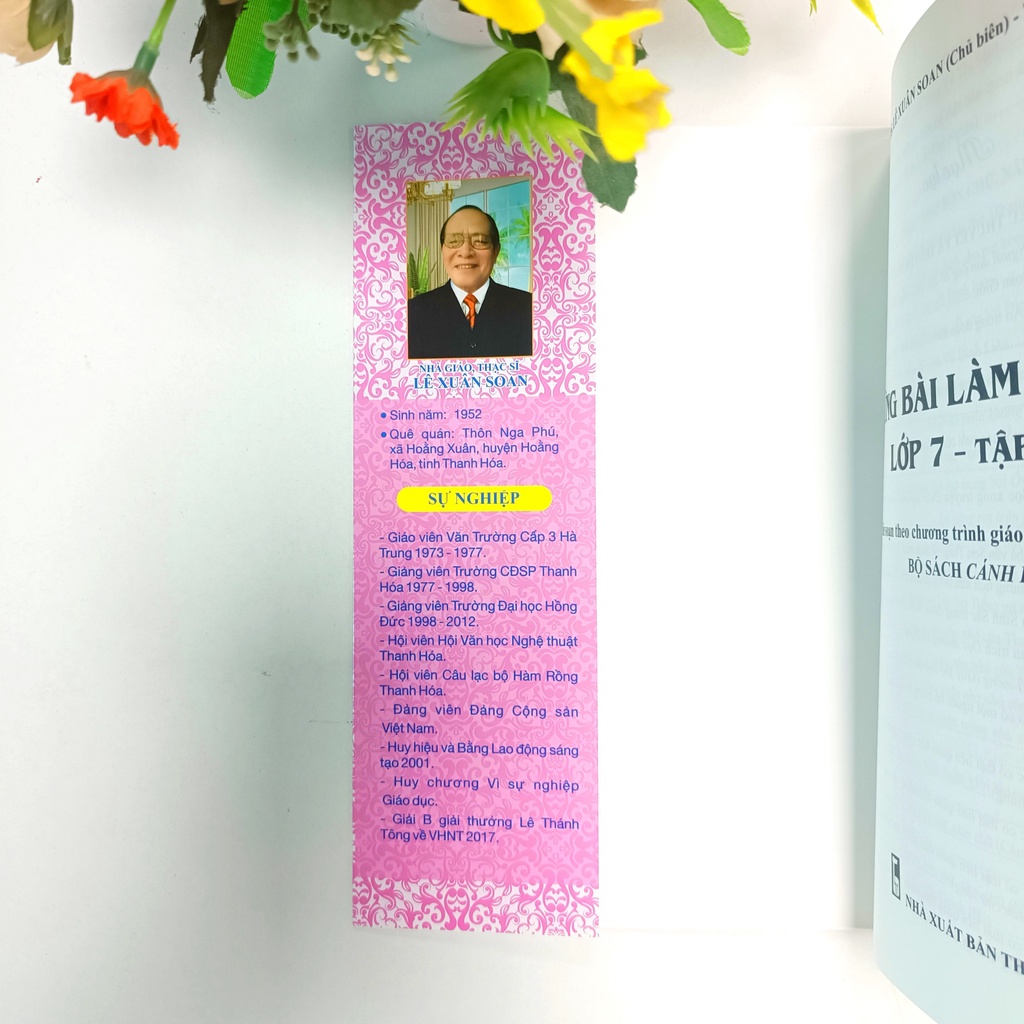 NHÀ GIÁO, THẠC SĨ
LÊ XUÂN SOAN
● Sinh năm: 1952
● Quê quán: Thôn Nga Phú,
xã Hoằng Xuân, huyện Hoằng
Hóa, tỉnh Thanh Hóa.
SỰ NGHIỆP
- Giáo viên Văn Trường Cấp 3 Hà
Trung 1973 - 1977.
- Giảng viên Trường CĐSP Thanh
Hóa 1977 - 1998.
- Giảng viên Trường Đại học Hồng
Đức 1998 - 2012.
- Hội viên Hội Văn học Nghệ thuật
Thanh Hóa.
- Hội viên Câu lạc bộ Hàm Rồng
Thanh Hóa.
- Đảng viên Đảng Cộng sản
Việt Nam.
- Huy hiệu và Bằng Lao động sáng
tạo 2001.
- Huy chương Vì sự nghiệp
Giáo dục.
- Giải B giải thưởng Lê Thánh
Tông về VHNT 2017.
LÊ XUÂN SOAN (Chủ biên) -
BÀI LÀM
LỚP 7 - TẬP
soạn theo chương trình giáo
BỘ SÁCH CÁNH
NHÀ XUẤT BẢN